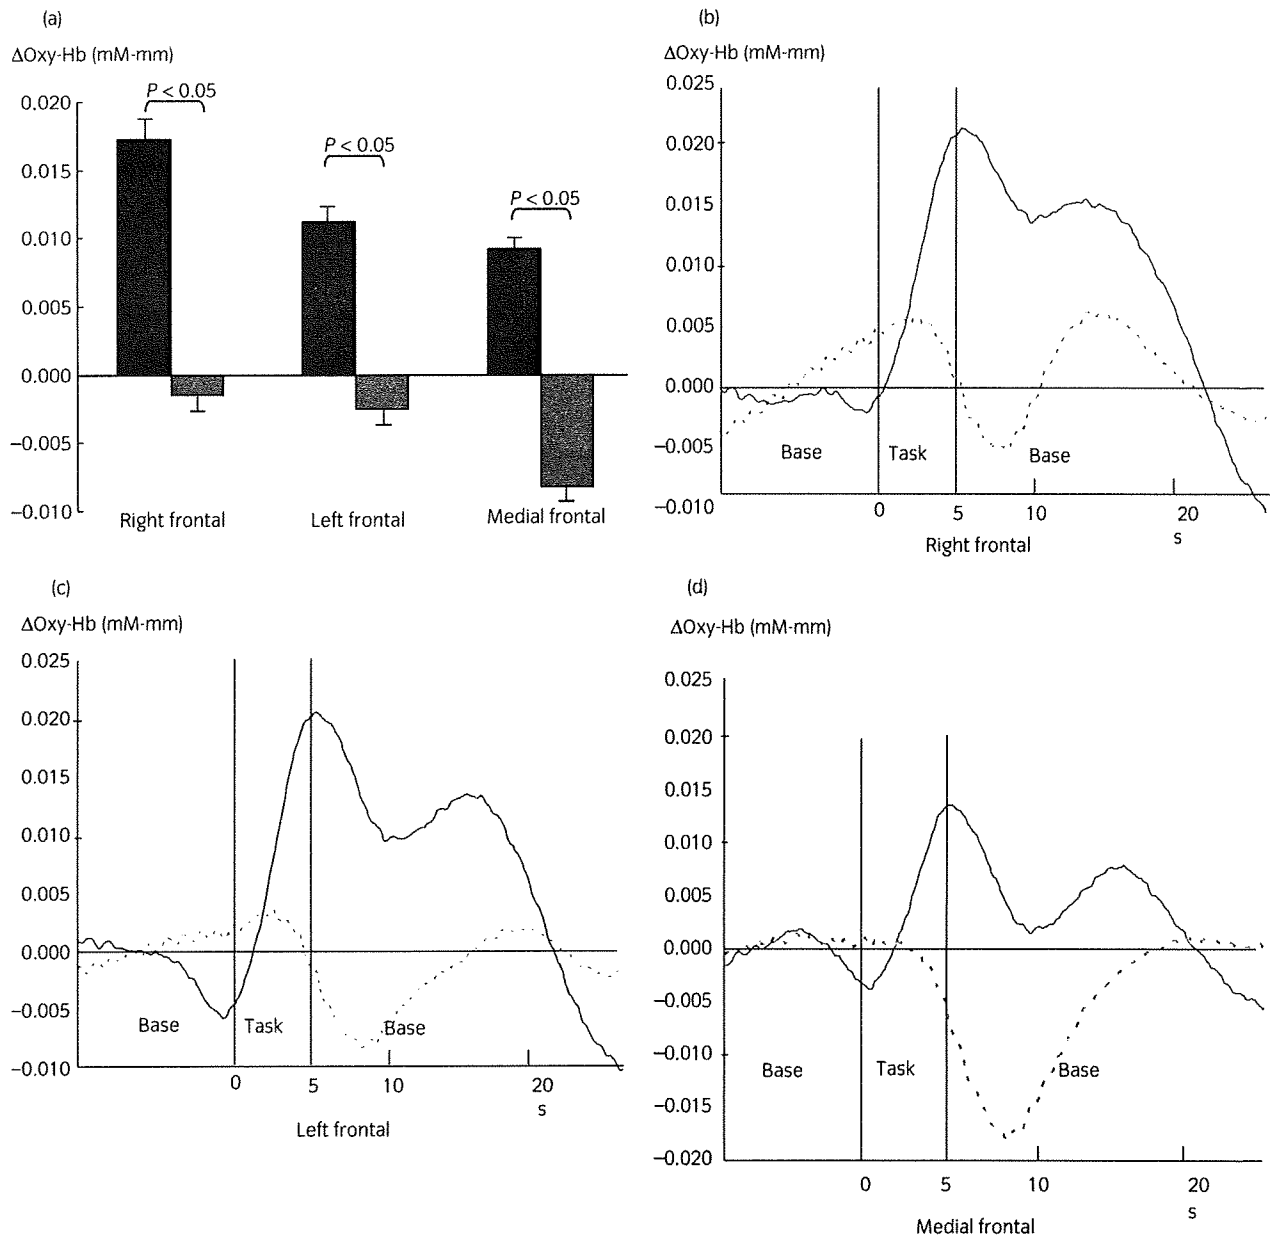 (a)
ΔOxy-Hb (mM-mm)
P < 0.05
P < 0.05
P < 0.05
0.020
0.015
0.010
0.005
0.000
−0.005
−0.010
Right frontal
Left frontal
Medial frontal
(b)
ΔOxy-Hb (mM-mm)
0.025
0.020
0.015
0.010
0.005
0.000
−0.005
−0.010
Base
Task
Base
0
5
10
20
s
Right frontal
(c)
ΔOxy-Hb (mM-mm)
0.025
0.020
0.015
0.010
0.005
0.000
−0.005
−0.010
Base
Task
Base
0
5
10
20
s
Left frontal
(d)
ΔOxy-Hb (mM-mm)
0.025
0.020
0.015
0.010
0.005
0.000
−0.005
−0.010
−0.015
−0.020
Base
Task
Base
0
5
10
20
s
Medial frontal